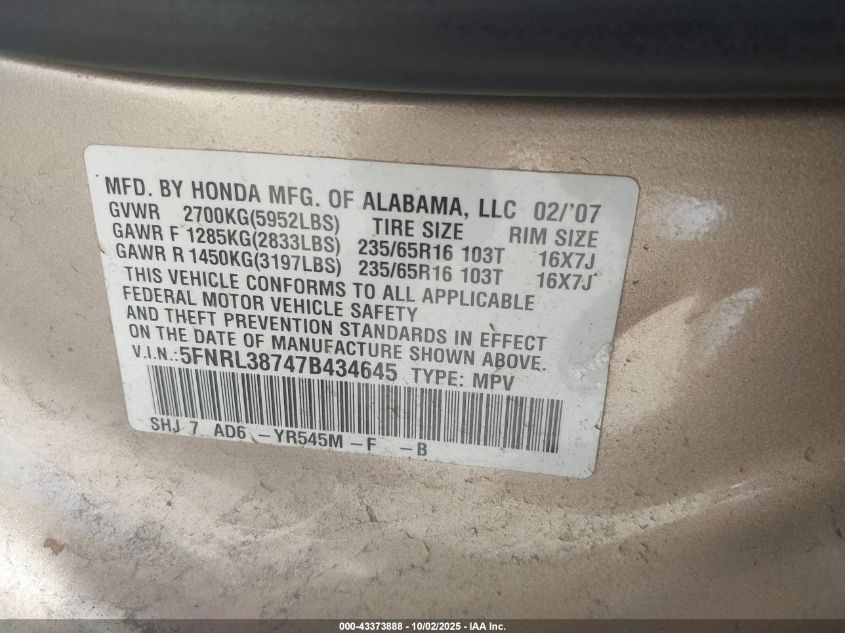 MFD. BY HONDA MFG. OF ALABAMA, LLC 02/'07
GVWR 2700KG(5952LBS) TIRE SIZE RIM SIZE
GAWR F 1285KG(2833LBS) 235/65R16 103T 16X7J
GAWR R 1450KG(3197LBS) 235/65R16 103T 16X7J
THIS VEHICLE CONFORMS TO ALL APPLICABLE
FEDERAL MOTOR VEHICLE SAFETY
AND THEFT PREVENTION STANDARDS IN EFFECT
ON THE DATE OF MANUFACTURE SHOWN ABOVE.
V.I.N.:5FNRL38747B434645 TYPE: MPV
SHJ 7 AD6 -YR545M -F -B
000-43373888 - 10/02/2025 - IAA Inc.